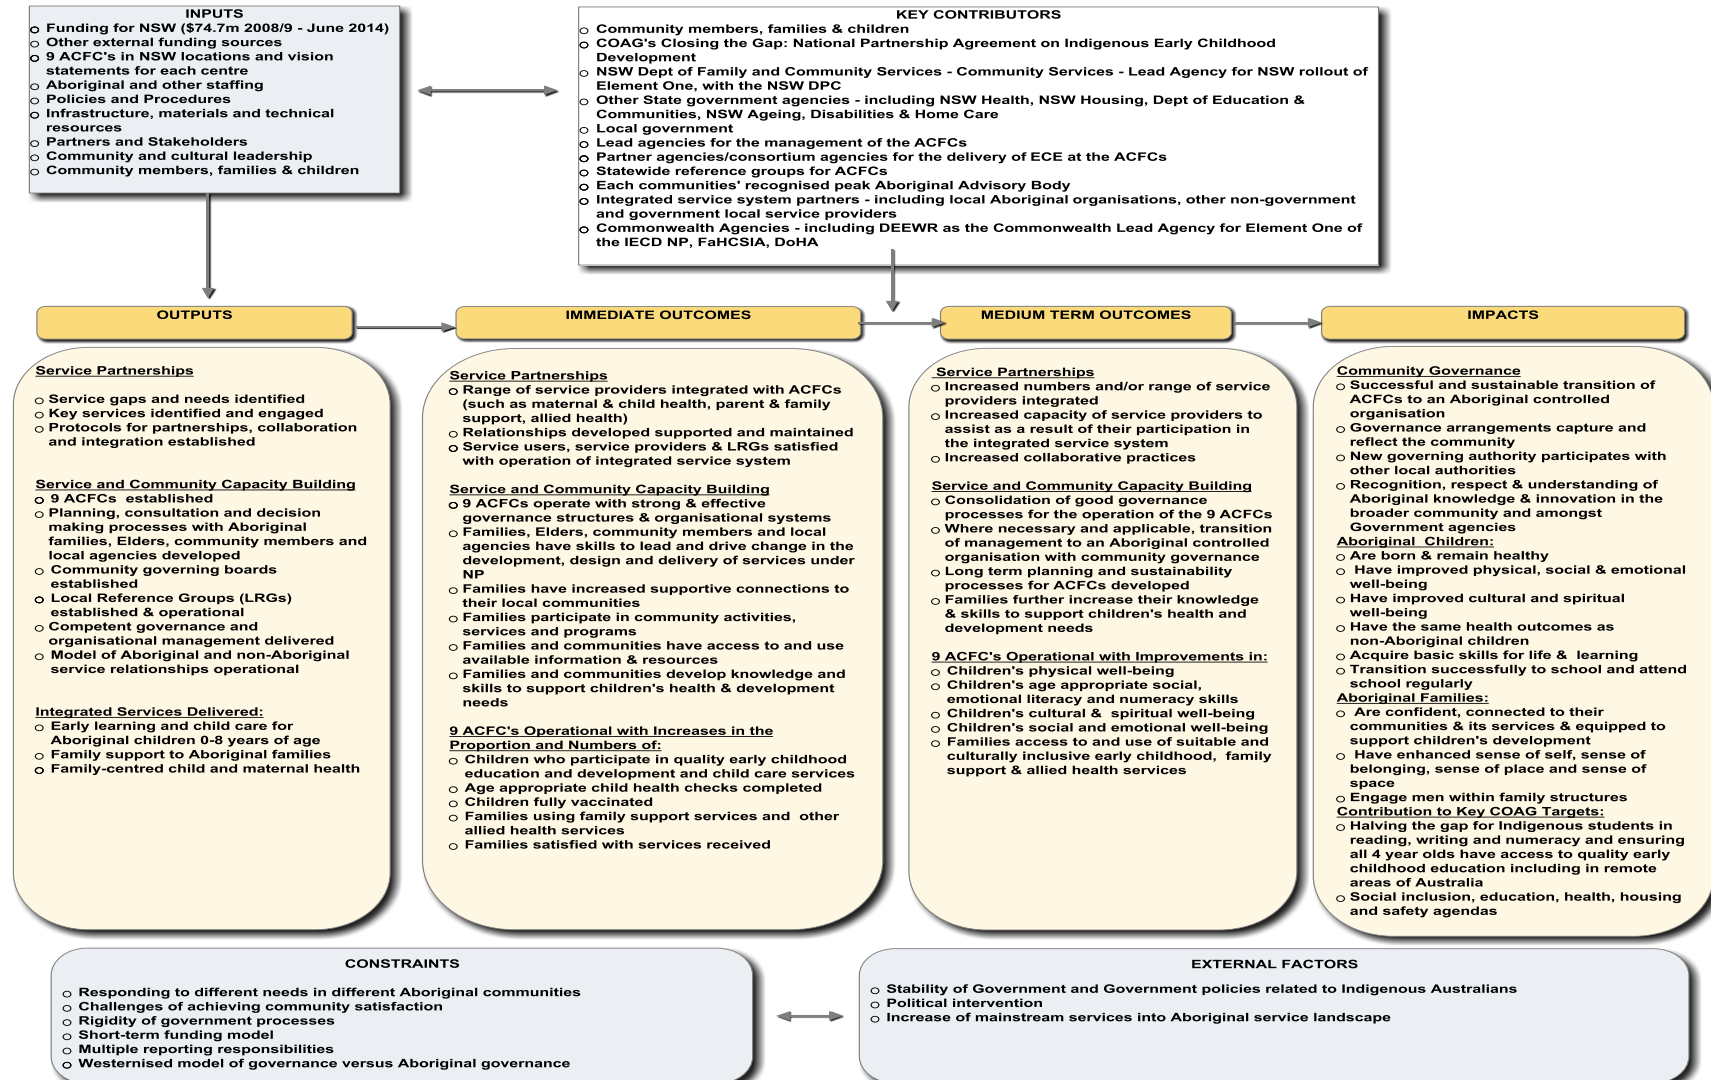 INPUTS
○ Funding for NSW ($74.7m 2008/9 - June 2014)
○ Other external funding sources
○ 9 ACFC's in NSW locations and vision
statements for each centre
○ Aboriginal and other staffing
○ Policies and Procedures
○ Infrastructure, materials and technical
resources
○ Partners and Stakeholders
○ Community and cultural leadership
○ Community members, families & children
KEY CONTRIBUTORS
○ Community members, families & children
○ COAG's Closing the Gap: National Partnership Agreement on Indigenous Early Childhood
Development
○ NSW Dept of Family and Community Services - Community Services - Lead Agency for NSW rollout of
Element One, with the NSW DPC
○ Other State government agencies - including NSW Health, NSW Housing, Dept of Education &
Communities, NSW Ageing, Disabilities & Home Care
○ Local government
○ Lead agencies for the management of the ACFCs
○ Partner agencies/consortium agencies for the delivery of ECE at the ACFCs
○ Statewide reference groups for ACFCs
○ Each communities' recognised peak Aboriginal Advisory Body
○ Integrated service system partners - including local Aboriginal organisations, other non-government
and government local service providers
○ Commonwealth Agencies - including DEEWR as the Commonwealth Lead Agency for Element One of
the IECD NP, FaHCSIA, DoHA
OUTPUTS
Service Partnerships
○ Service gaps and needs identified
○ Key services identified and engaged
○ Protocols for partnerships, collaboration
and integration established
Service and Community Capacity Building
○ 9 ACFCs established
○ Planning, consultation and decision
making processes with Aboriginal
families, Elders, community members and
local agencies developed
○ Community governing boards
established
○ Local Reference Groups (LRGs)
established & operational
○ Competent governance and
organisational management delivered
○ Model of Aboriginal and non-Aboriginal
service relationships operational
Integrated Services Delivered:
○ Early learning and child care for
Aboriginal children 0-8 years of age
○ Family support to Aboriginal families
○ Family-centred child and maternal health
IMMEDIATE OUTCOMES
Service Partnerships
○ Range of service providers integrated with ACFCs
(such as maternal & child health, parent & family
support, allied health)
○ Relationships developed supported and maintained
○ Service users, service providers & LRGs satisfied
with operation of integrated service system
Service and Community Capacity Building
○ 9 ACFCs operate with strong & effective
governance structures & organisational systems
○ Families, Elders, community members and local
agencies have skills to lead and drive change in the
development, design and delivery of services under
NP
○ Families have increased supportive connections to
their local communities
○ Families participate in community activities,
services and programs
○ Families and communities have access to and use
available information & resources
○ Families and communities develop knowledge and
skills to support children's health & development
needs
9 ACFC's Operational with Increases in the
Proportion and Numbers of:
○ Children who participate in quality early childhood
education and development and child care services
○ Age appropriate child health checks completed
○ Children fully vaccinated
○ Families using family support services and other
allied health services
○ Families satisfied with services received
MEDIUM TERM OUTCOMES
Service Partnerships
○ Increased numbers and/or range of service
providers integrated
○ Increased capacity of service providers to
assist as a result of their participation in
the integrated service system
○ Increased collaborative practices
Service and Community Capacity Building
○ Consolidation of good governance
processes for the operation of the 9 ACFCs
○ Where necessary and applicable, transition
of management to an Aboriginal controlled
organisation with community governance
○ Long term planning and sustainability
processes for ACFCs developed
○ Families further increase their knowledge
& skills to support children's health and
development needs
9 ACFC's Operational with Improvements in:
○ Children's physical well-being
○ Children's age appropriate social,
emotional literacy and numeracy skills
○ Children's cultural & spiritual well-being
○ Children's social and emotional well-being
○ Families access to and use of suitable and
culturally inclusive early childhood, family
support & allied health services
IMPACTS
Community Governance
○ Successful and sustainable transition of
ACFCs to an Aboriginal controlled
organisation
○ Governance arrangements capture and
reflect the community
○ New governing authority participates with
other local authorities
○ Recognition, respect & understanding of
Aboriginal knowledge & innovation in the
broader community and amongst
Government agencies
Aboriginal Children:
○ Are born & remain healthy
○ Have improved physical, social & emotional
well-being
○ Have improved cultural and spiritual
well-being
○ Have the same health outcomes as
non-Aboriginal children
○ Acquire basic skills for life & learning
○ Transition successfully to school and attend
school regularly
Aboriginal Families:
○ Are confident, connected to their
communities & its services & equipped to
support children's development
○ Have enhanced sense of self, sense of
belonging, sense of place and sense of
space
○ Engage men within family structures
Contribution to Key COAG Targets:
○ Halving the gap for Indigenous students in
reading, writing and numeracy and ensuring
all 4 year olds have access to quality early
childhood education including in remote
areas of Australia
○ Social inclusion, education, health, housing
and safety agendas
CONSTRAINTS
○ Responding to different needs in different Aboriginal communities
○ Challenges of achieving community satisfaction
○ Rigidity of government processes
○ Short-term funding model
○ Multiple reporting responsibilities
○ Westernised model of governance versus Aboriginal governance
EXTERNAL FACTORS
○ Stability of Government and Government policies related to Indigenous Australians
○ Political intervention
○ Increase of mainstream services into Aboriginal service landscape